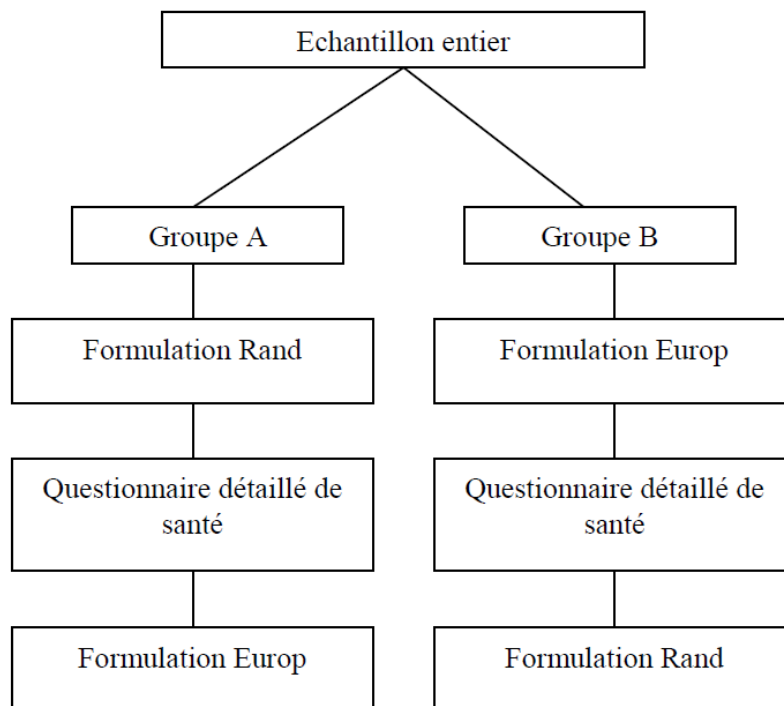 Echantillon entier
Groupe A
Groupe B
Formulation Rand
Formulation Europ
Questionnaire détaillé de
santé
Questionnaire détaillé de
santé
Formulation Europ
Formulation Rand